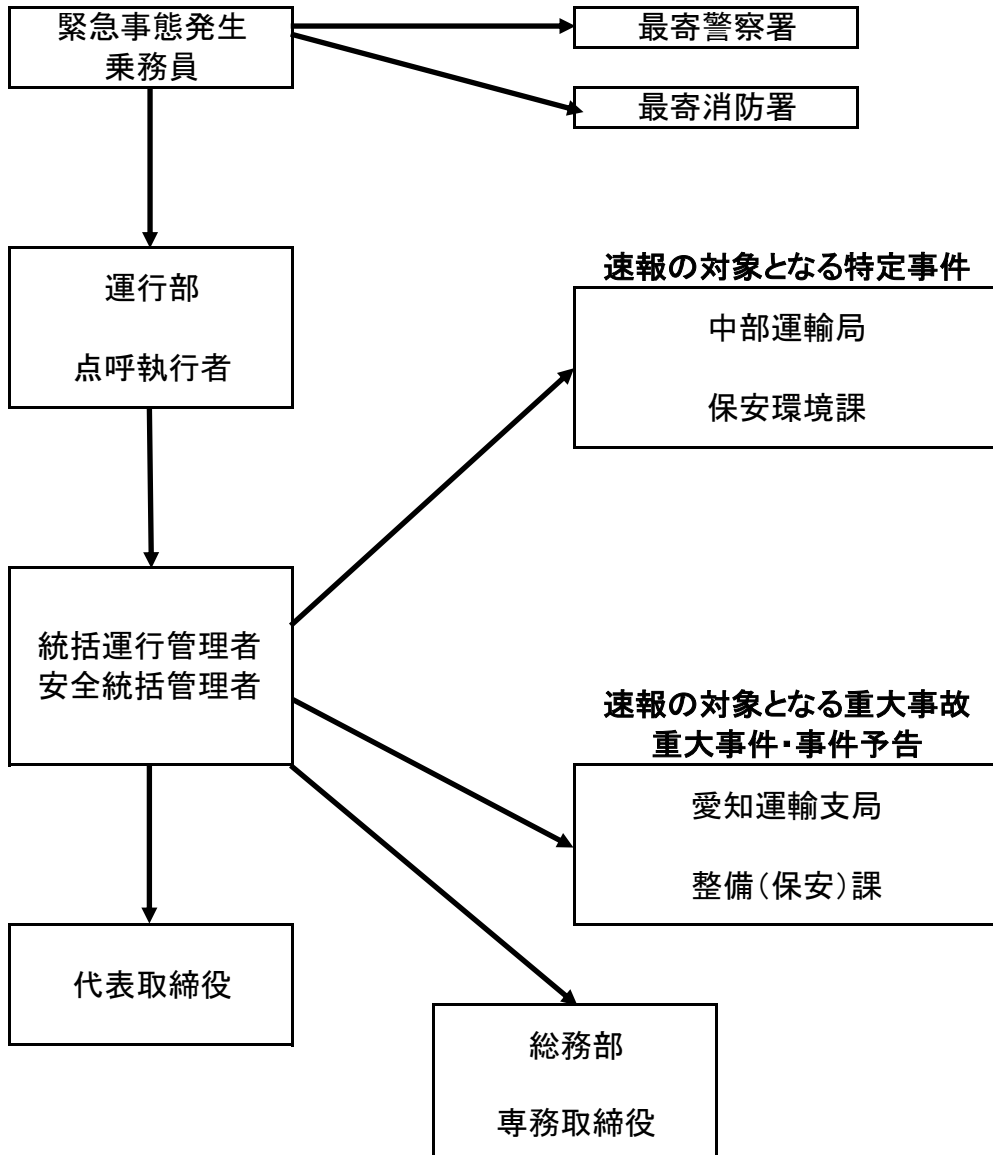 緊急事態発生
乗務員
最寄警察署
最寄消防署
運行部
点呼執行者
速報の対象となる特定事件
中部運輸局
保安環境課
統括運行管理者
安全統括管理者
速報の対象となる重大事故
重大事件・事件予告
愛知運輸支局
整備(保安)課
代表取締役
総務部
専務取締役